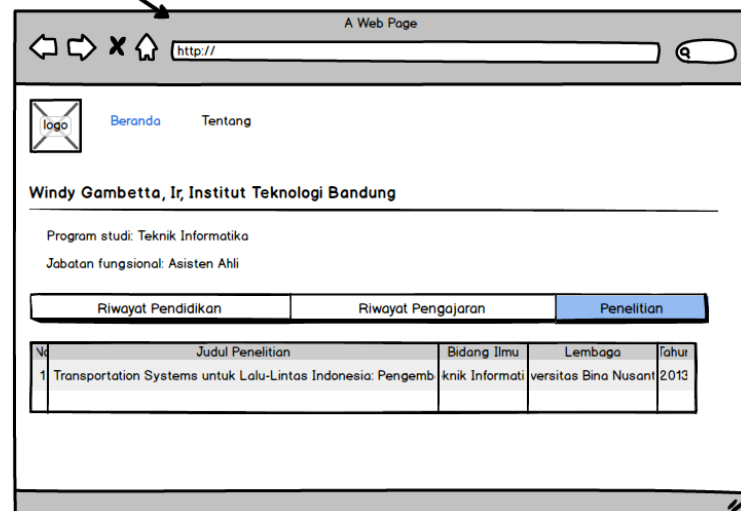 A Web Page
http://
logo Beranda Tentang
Windy Gambetta, Ir, Institut Teknologi Bandung
Program studi: Teknik Informatika
Jabatan fungsional: Asisten Ahli
Riwayat Pendidikan Riwayat Pengajaran Penelitian
Judul Penelitian Bidang Ilmu Lembaga Tahun
1 Transportation Systems untuk Lalu-Lintas Indonesia: Pengemb knik Informati versitas Bina Nusant 2013